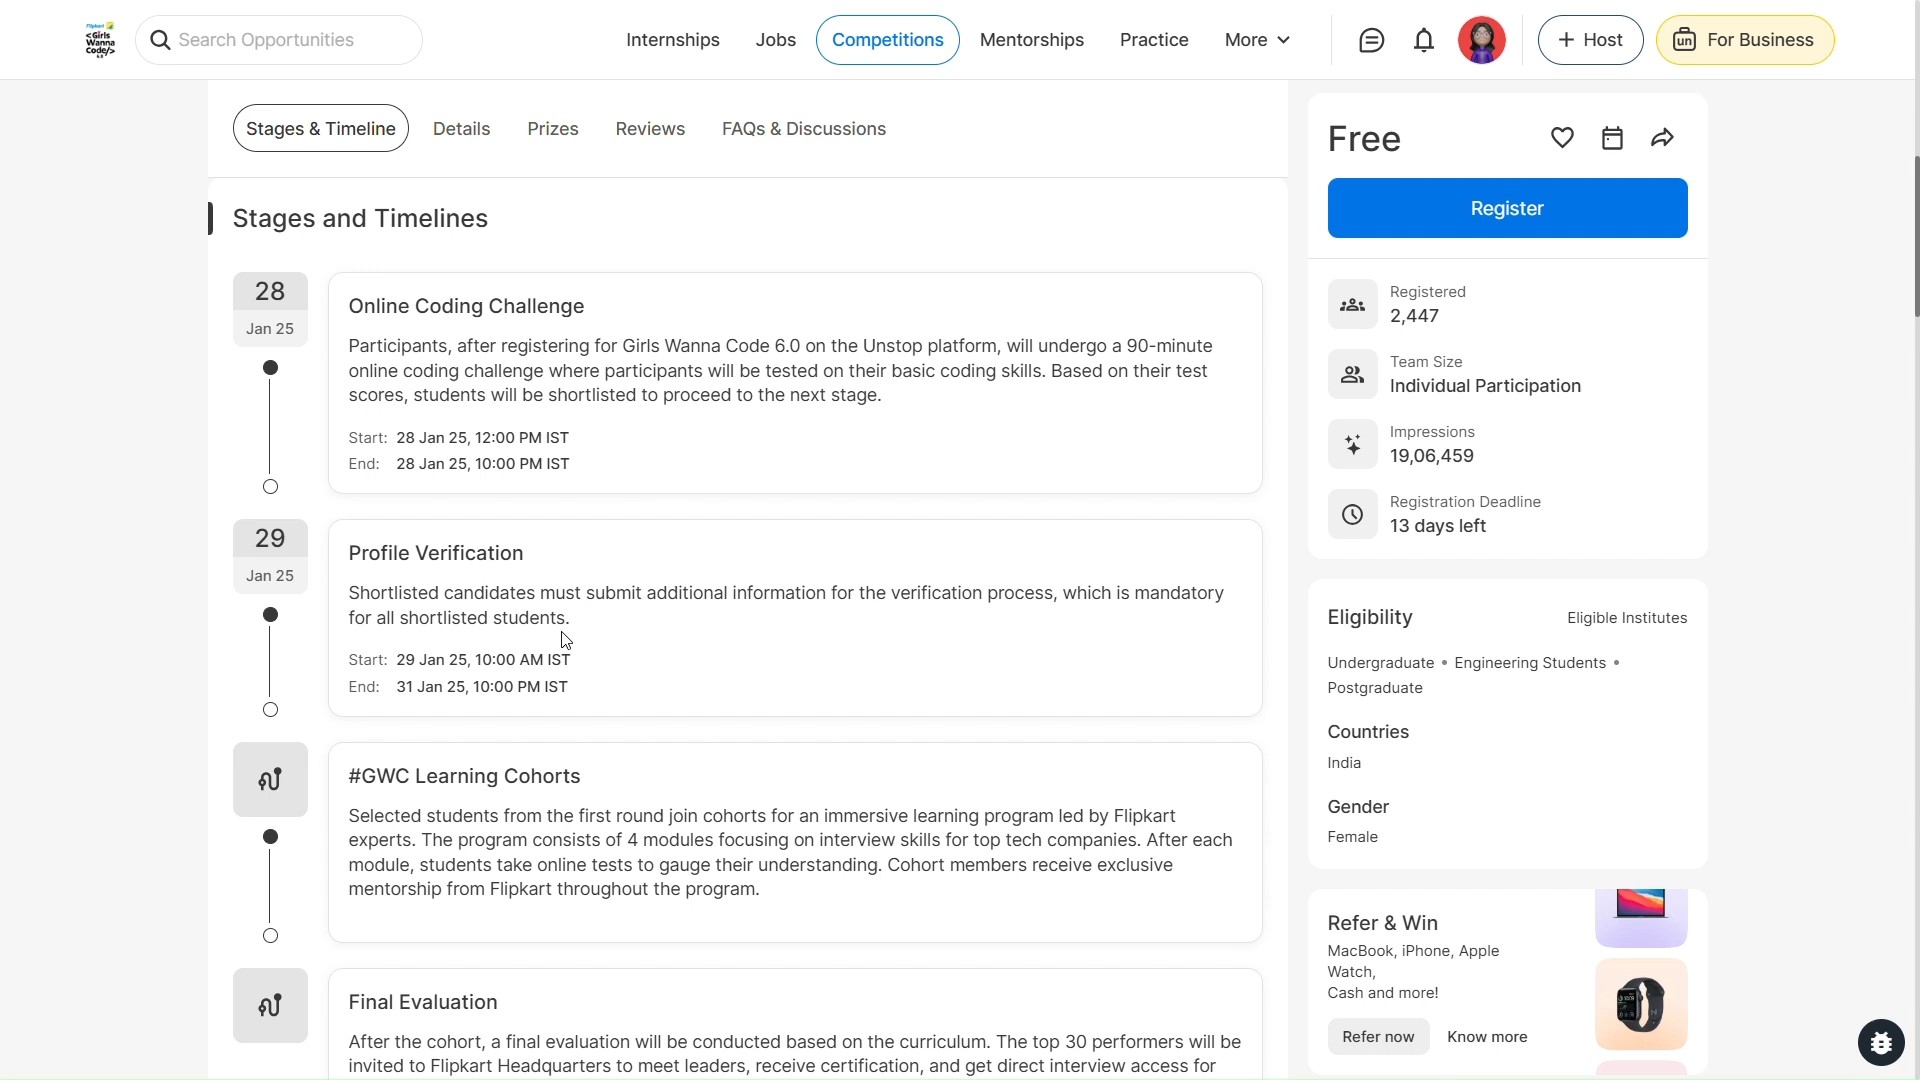 Flipkart
<Girls
Wanna
Code/>
Search Opportunities
Internships
Jobs
Competitions
Mentorships
Practice
More
Host
un For Business
Stages & Timeline
Details
Prizes
Reviews
FAQs & Discussions
Stages and Timelines
28
Jan 25
Online Coding Challenge
Participants, after registering for Girls Wanna Code 6.0 on the Unstop platform, will undergo a 90-minute
online coding challenge where participants will be tested on their basic coding skills. Based on their test
scores, students will be shortlisted to proceed to the next stage.
Start: 28 Jan 25, 12:00 PM IST
End: 28 Jan 25, 10:00 PM IST
29
Jan 25
Profile Verification
Shortlisted candidates must submit additional information for the verification process, which is mandatory
for all shortlisted students.
Start: 29 Jan 25, 10:00 AM IST
End: 31 Jan 25, 10:00 PM IST
#GWC Learning Cohorts
Selected students from the first round join cohorts for an immersive learning program led by Flipkart
experts. The program consists of 4 modules focusing on interview skills for top tech companies. After each
module, students take online tests to gauge their understanding. Cohort members receive exclusive
mentorship from Flipkart throughout the program.
Final Evaluation
After the cohort, a final evaluation will be conducted based on the curriculum. The top 30 performers will be
invited to Flipkart Headquarters to meet leaders, receive certification, and get direct interview access for
Free
Register
Registered
2,447
Team Size
Individual Participation
Impressions
19,06,459
Registration Deadline
13 days left
Eligibility
Eligible Institutes
Undergraduate • Engineering Students •
Postgraduate
Countries
India
Gender
Female
Refer & Win
MacBook, iPhone, Apple
Watch,
Cash and more!
Refer now
Know more